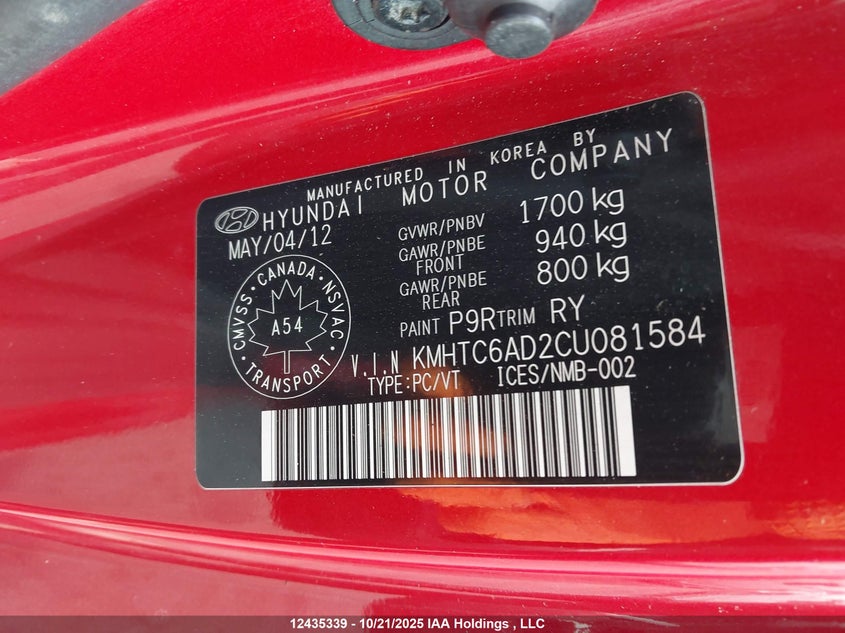 MANUFACTURED IN KOREA BY
HYUNDAI MOTOR COMPANY
MAY/04/12
GVWR/PNBV 1700 kg
GAWR/PNBE FRONT 940 kg
GAWR/PNBE REAR 800 kg
CMVSS • CANADA • NSVAC • TRANSPORT •
A54
PAINT P9R TRIM RY
V.I.N KMHTC6AD2CU081584
TYPE:PC/VT ICES/NMB-002
12435339 - 10/21/2025 IAA Holdings , LLC